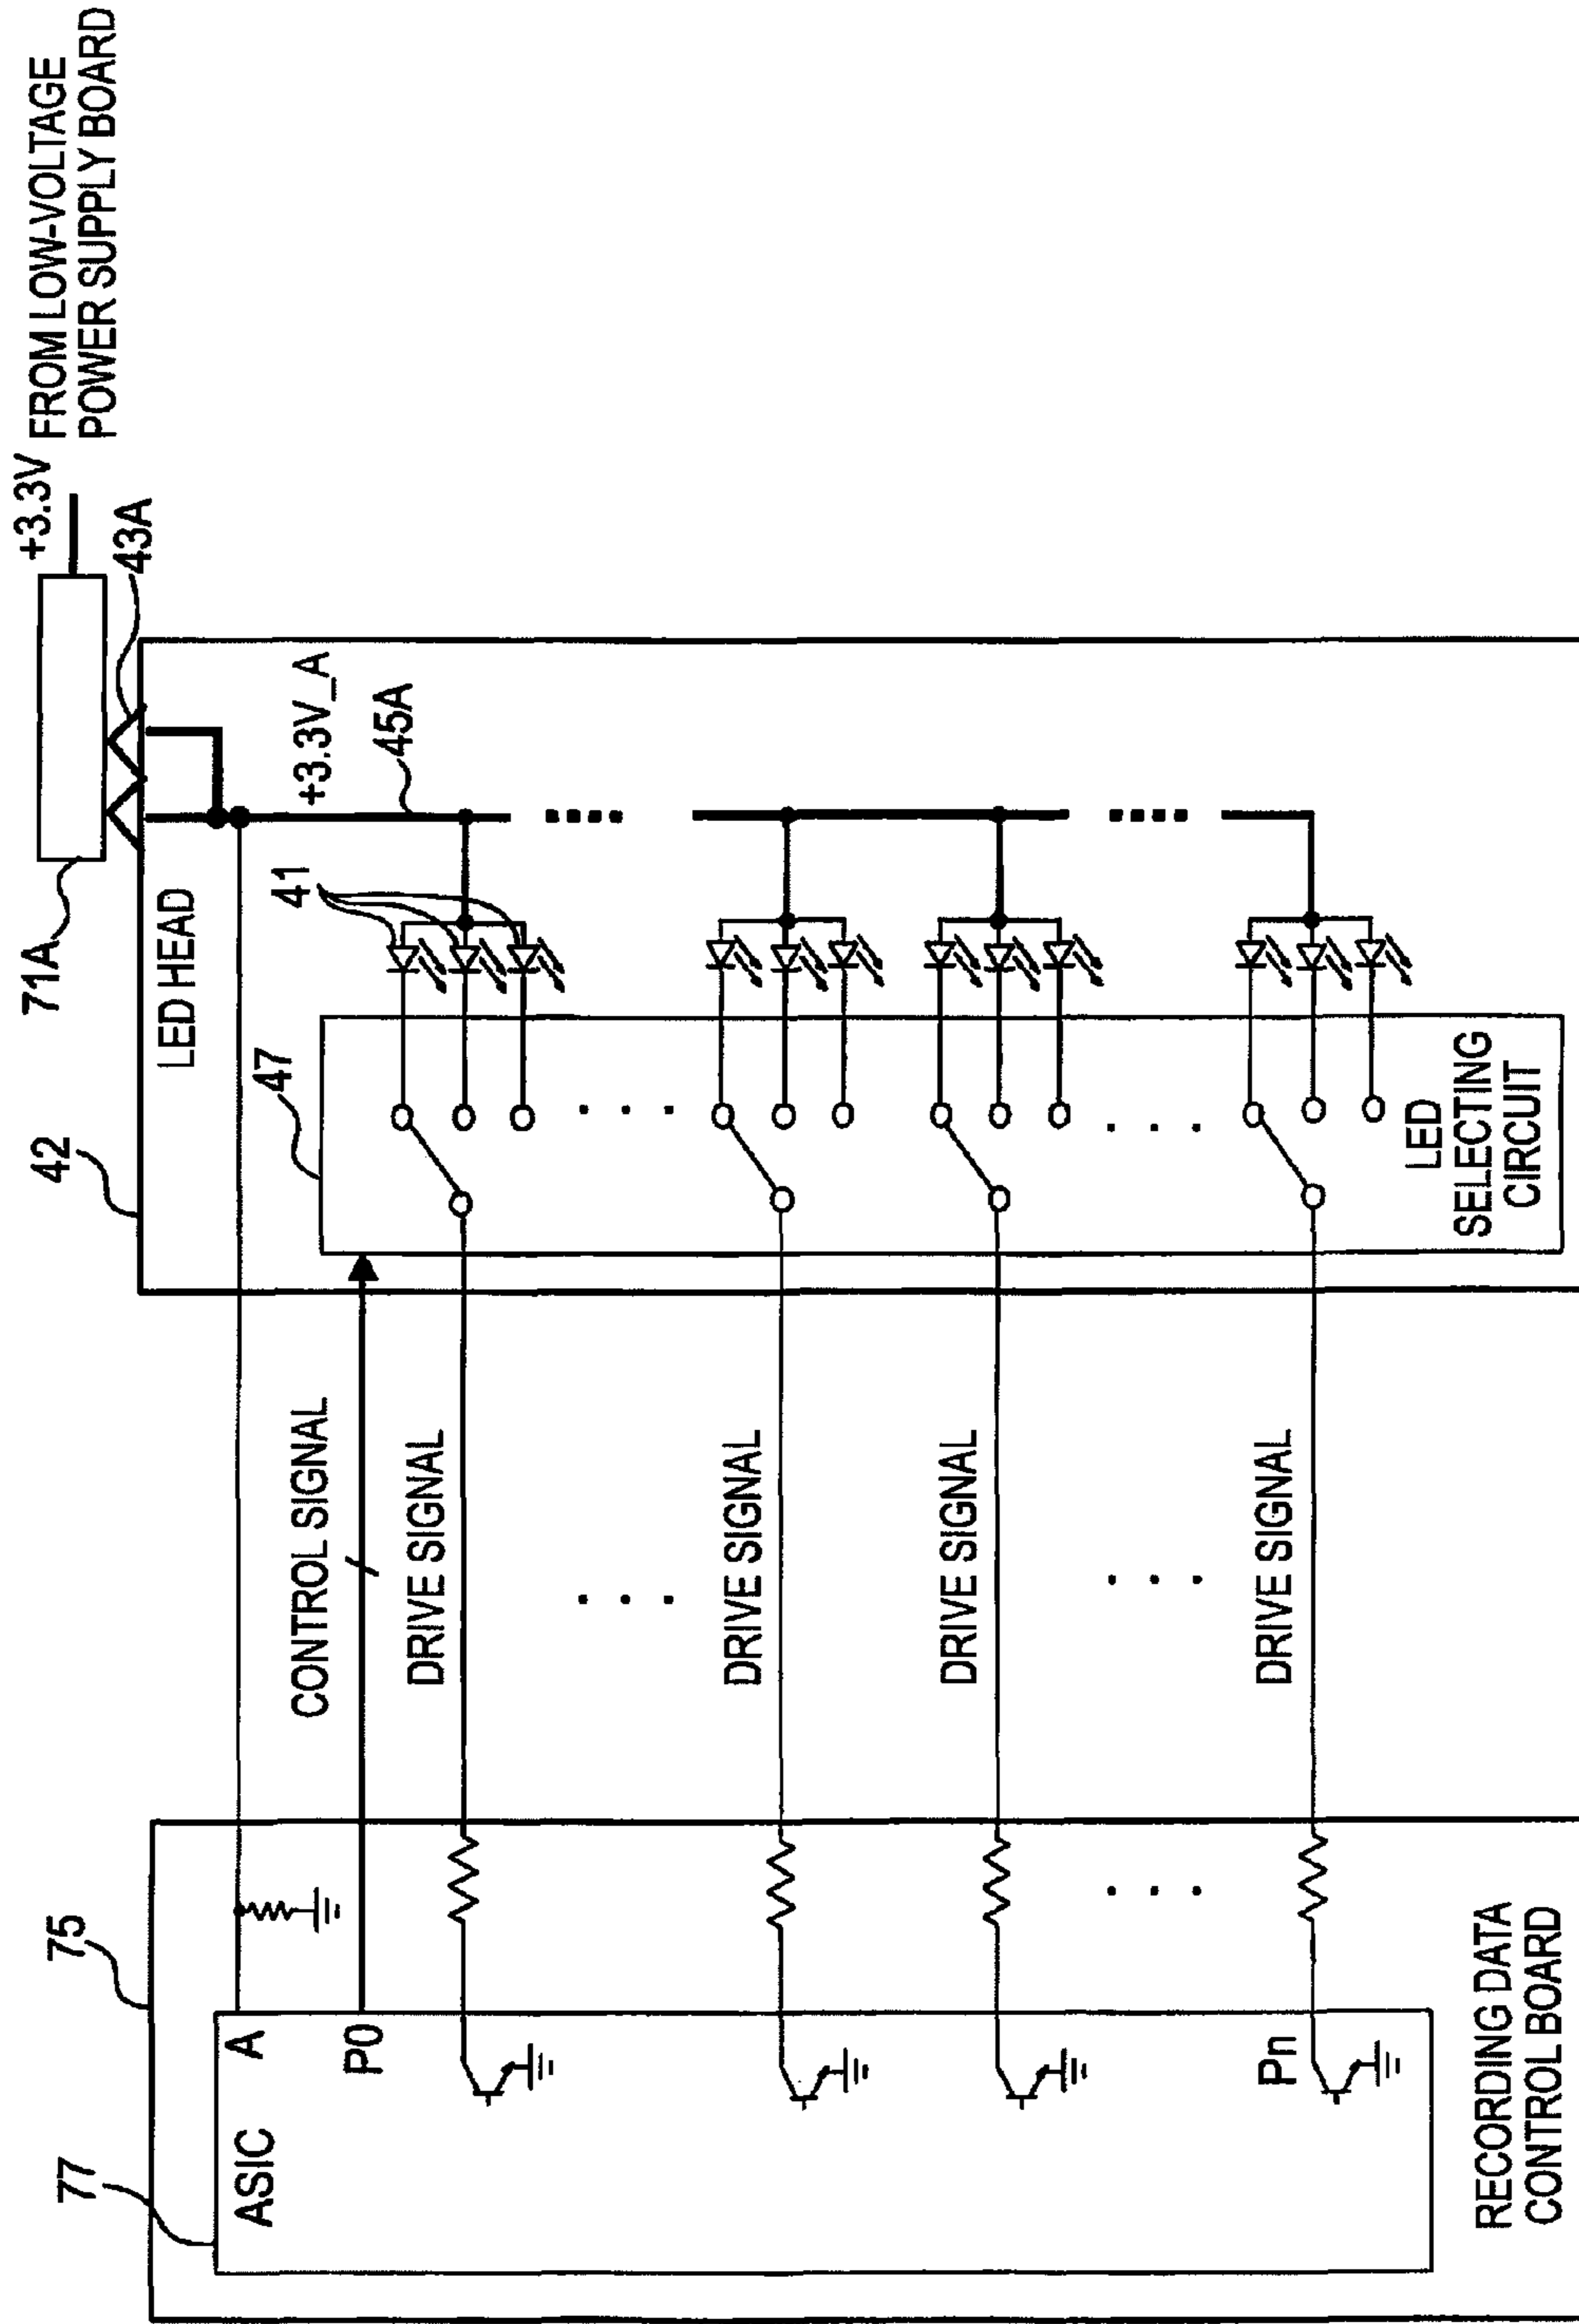 +3.3V FROM LOW-VOLTAGE
POWER SUPPLY BOARD
71A
43A
42
LED HEAD
+3.3V_A
45A
41
47
LED
SELECTING
CIRCUIT
CONTROL SIGNAL
DRIVE SIGNAL
DRIVE SIGNAL
DRIVE SIGNAL
DRIVE SIGNAL
75
77
ASIC
A
P0
Pn
RECORDING DATA
CONTROL BOARD